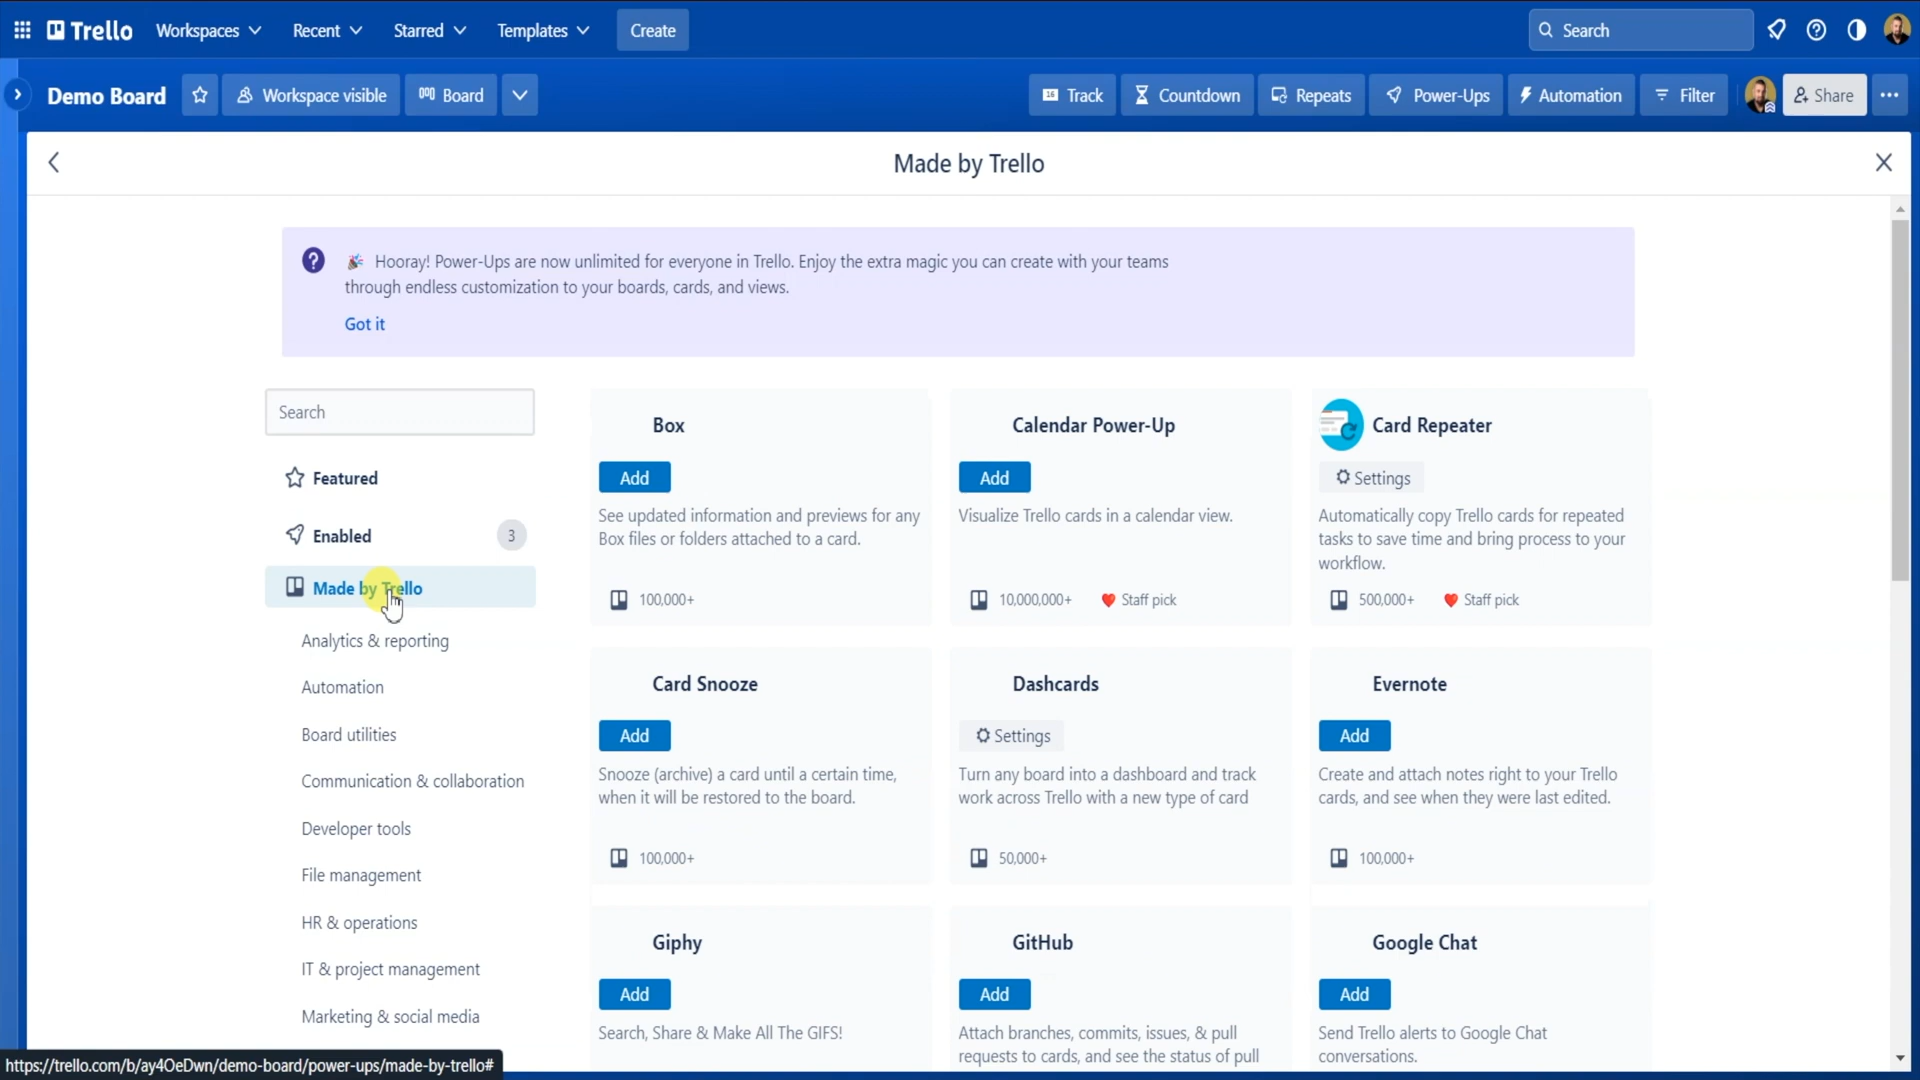 Trello
Workspaces
Recent
Starred
Templates
Create
Search
Demo Board
Workspace visible
Board
16
Track
Countdown
Repeats
Power-Ups
Automation
Filter
Share
Made by Trello
Hooray! Power-Ups are now unlimited for everyone in Trello. Enjoy the extra magic you can create with your teams
through endless customization to your boards, cards, and views.
Got it
Search
Featured
Enabled
3
Made by Trello
Analytics & reporting
Automation
Board utilities
Communication & collaboration
Developer tools
File management
HR & operations
IT & project management
Marketing & social media
Box
Add
See updated information and previews for any
Box files or folders attached to a card.
100,000+
Calendar Power-Up
Add
Visualize Trello cards in a calendar view.
10,000,000+
Staff pick
Card Repeater
Settings
Automatically copy Trello cards for repeated
tasks to save time and bring process to your
workflow.
500,000+
Staff pick
Card Snooze
Add
Snooze (archive) a card until a certain time,
when it will be restored to the board.
100,000+
Dashcards
Settings
Turn any board into a dashboard and track
work across Trello with a new type of card
50,000+
Evernote
Add
Create and attach notes right to your Trello
cards, and see when they were last edited.
100,000+
Giphy
Add
Search, Share & Make All The GIFS!
GitHub
Add
Attach branches, commits, issues, & pull
requests to cards, and see the status of pull
Google Chat
Add
Send Trello alerts to Google Chat
conversations.
https://trello.com/b/ay4OeDwn/demo-board/power-ups/made-by-trello#